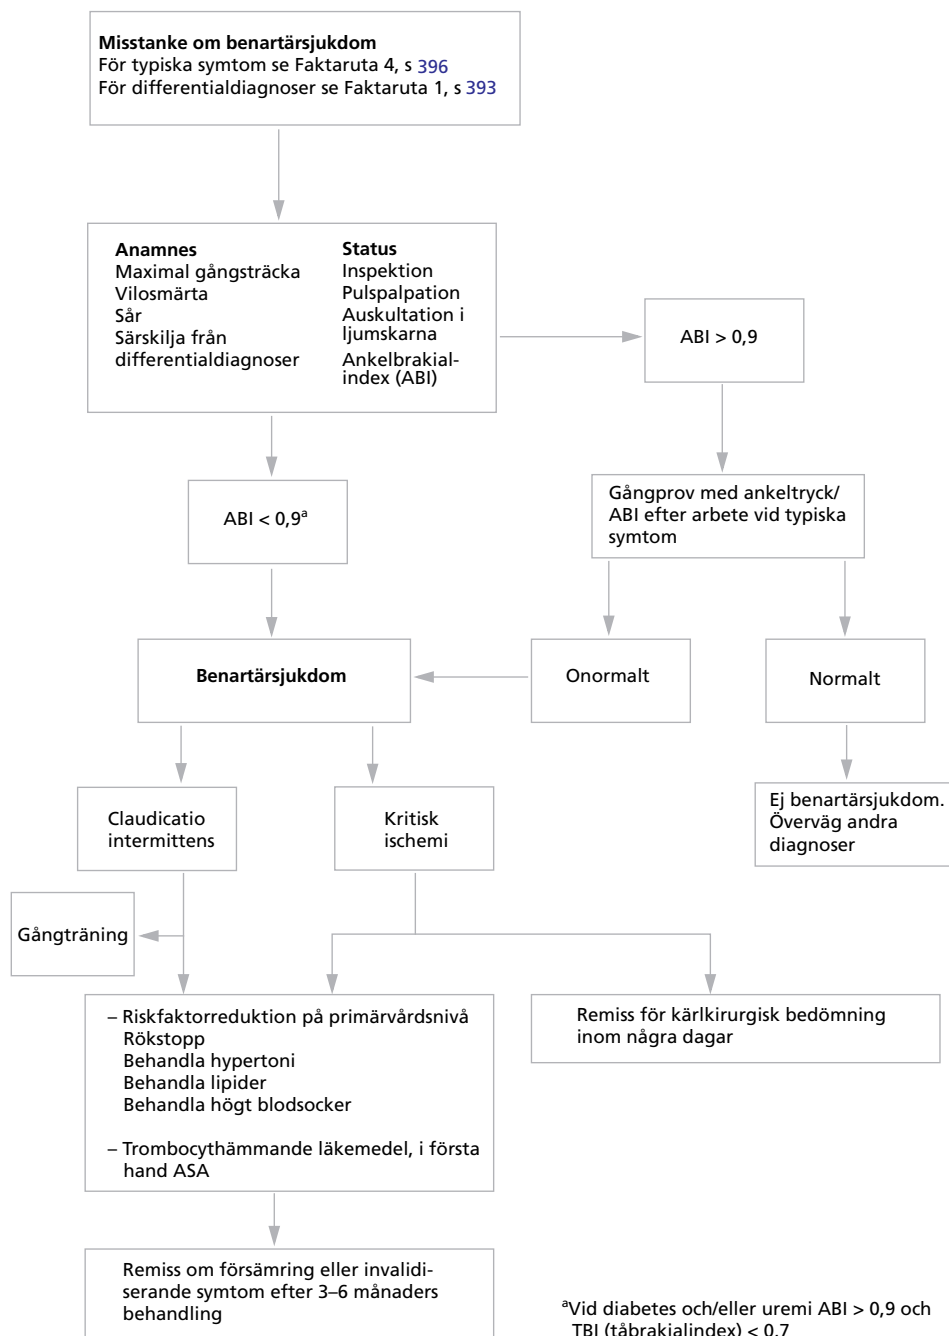 Misstanke om benartärsjukdom
För typiska symtom se Faktaruta 4, s 396
För differentialdiagnoser se Faktaruta 1, s 393
Anamnes
Maximal gångsträcka
Vilosmärta
Sår
Särskilja från
differentialdiagnoser
Status
Inspektion
Pulspalpation
Auskultation i
ljumskarna
Ankelbrakial-
index (ABI)
ABI > 0,9
ABI < 0,9ᵃ
Gångprov med ankeltryck/
ABI efter arbete vid typiska
symtom
Benartärsjukdom
Onormalt
Normalt
Claudicatio
intermittens
Kritisk
ischemi
Ej benartärsjukdom.
Överväg andra
diagnoser
Gångträning
– Riskfaktorreduktion på primärvårdsnivå
Rökstopp
Behandla hypertoni
Behandla lipider
Behandla högt blodsocker
– Trombocythämmande läkemedel, i första
hand ASA
Remiss för kärlkirurgisk bedömning
inom några dagar
Remiss om försämring eller invalidi-
serande symtom efter 3–6 månaders
behandling
ᵃVid diabetes och/eller uremi ABI > 0,9 och
TBI (tåbrakialindex) < 0,7